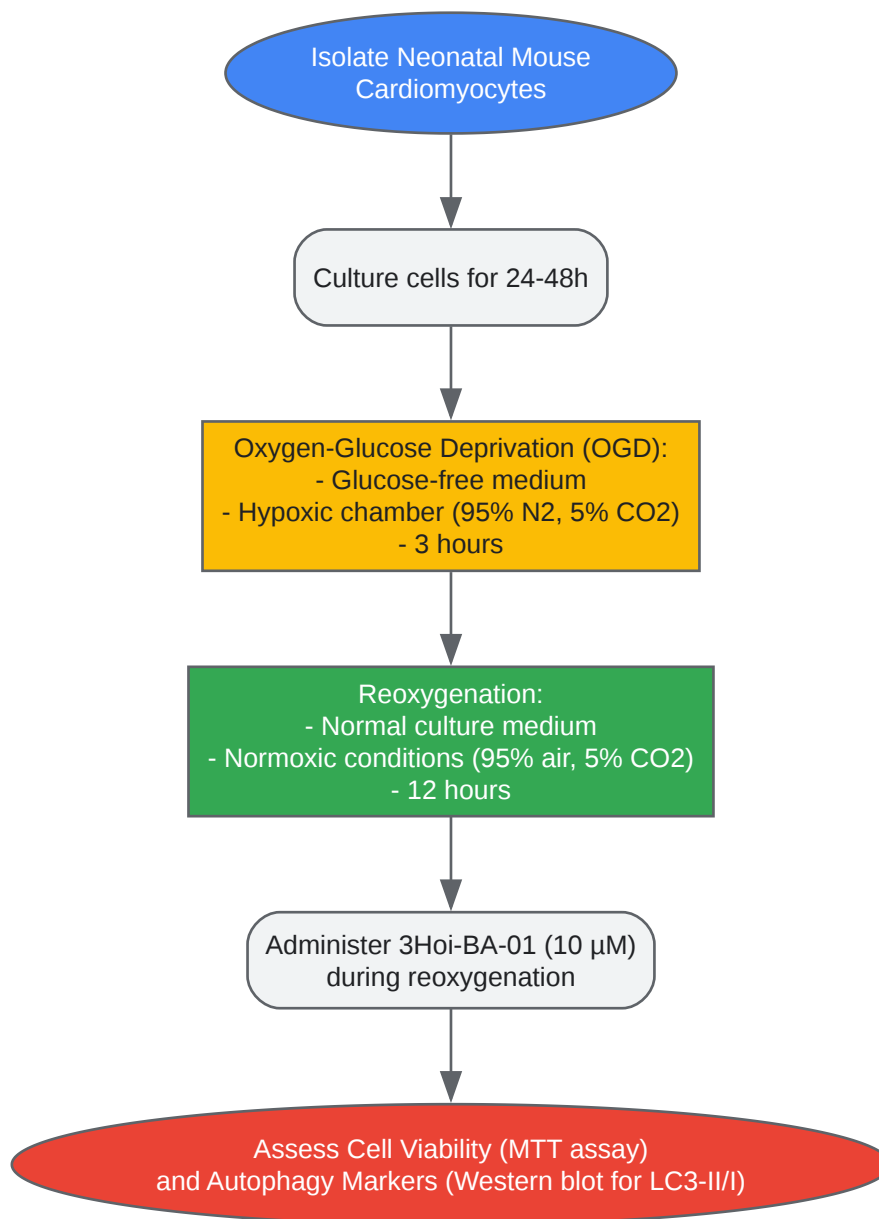 Isolate Neonatal Mouse
Cardiomyocytes
Culture cells for 24-48h
Oxygen-Glucose Deprivation (OGD):
- Glucose-free medium
- Hypoxic chamber (95% N2, 5% CO2)
- 3 hours
Reoxygenation:
- Normal culture medium
- Normoxic conditions (95% air, 5% CO2)
- 12 hours
Administer 3Hoi-BA-01 (10 µM)
during reoxygenation
Assess Cell Viability (MTT assay)
and Autophagy Markers (Western blot for LC3-II/I)